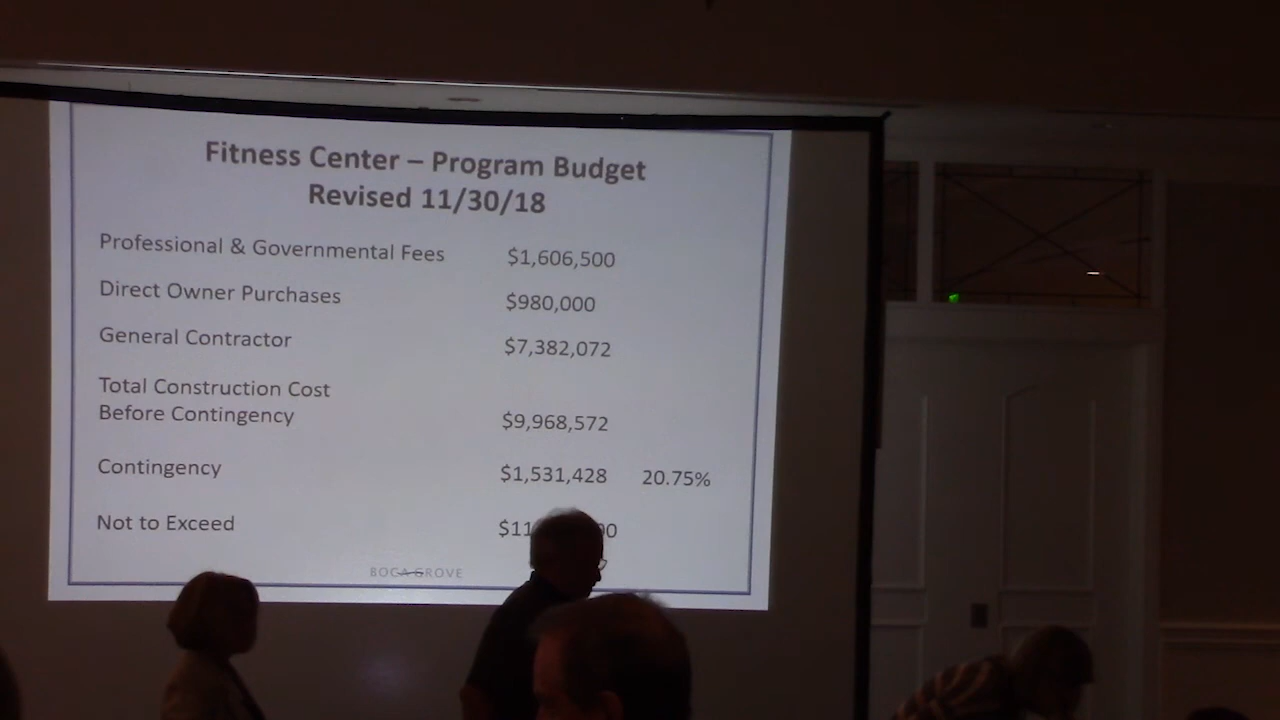 Fitness Center – Program Budget
Revised 11/30/18
Professional & Governmental Fees $1,606,500
Direct Owner Purchases $980,000
General Contractor $7,382,072
Total Construction Cost
Before Contingency $9,968,572
Contingency $1,531,428 20.75%
Not to Exceed
BOCA GROVE